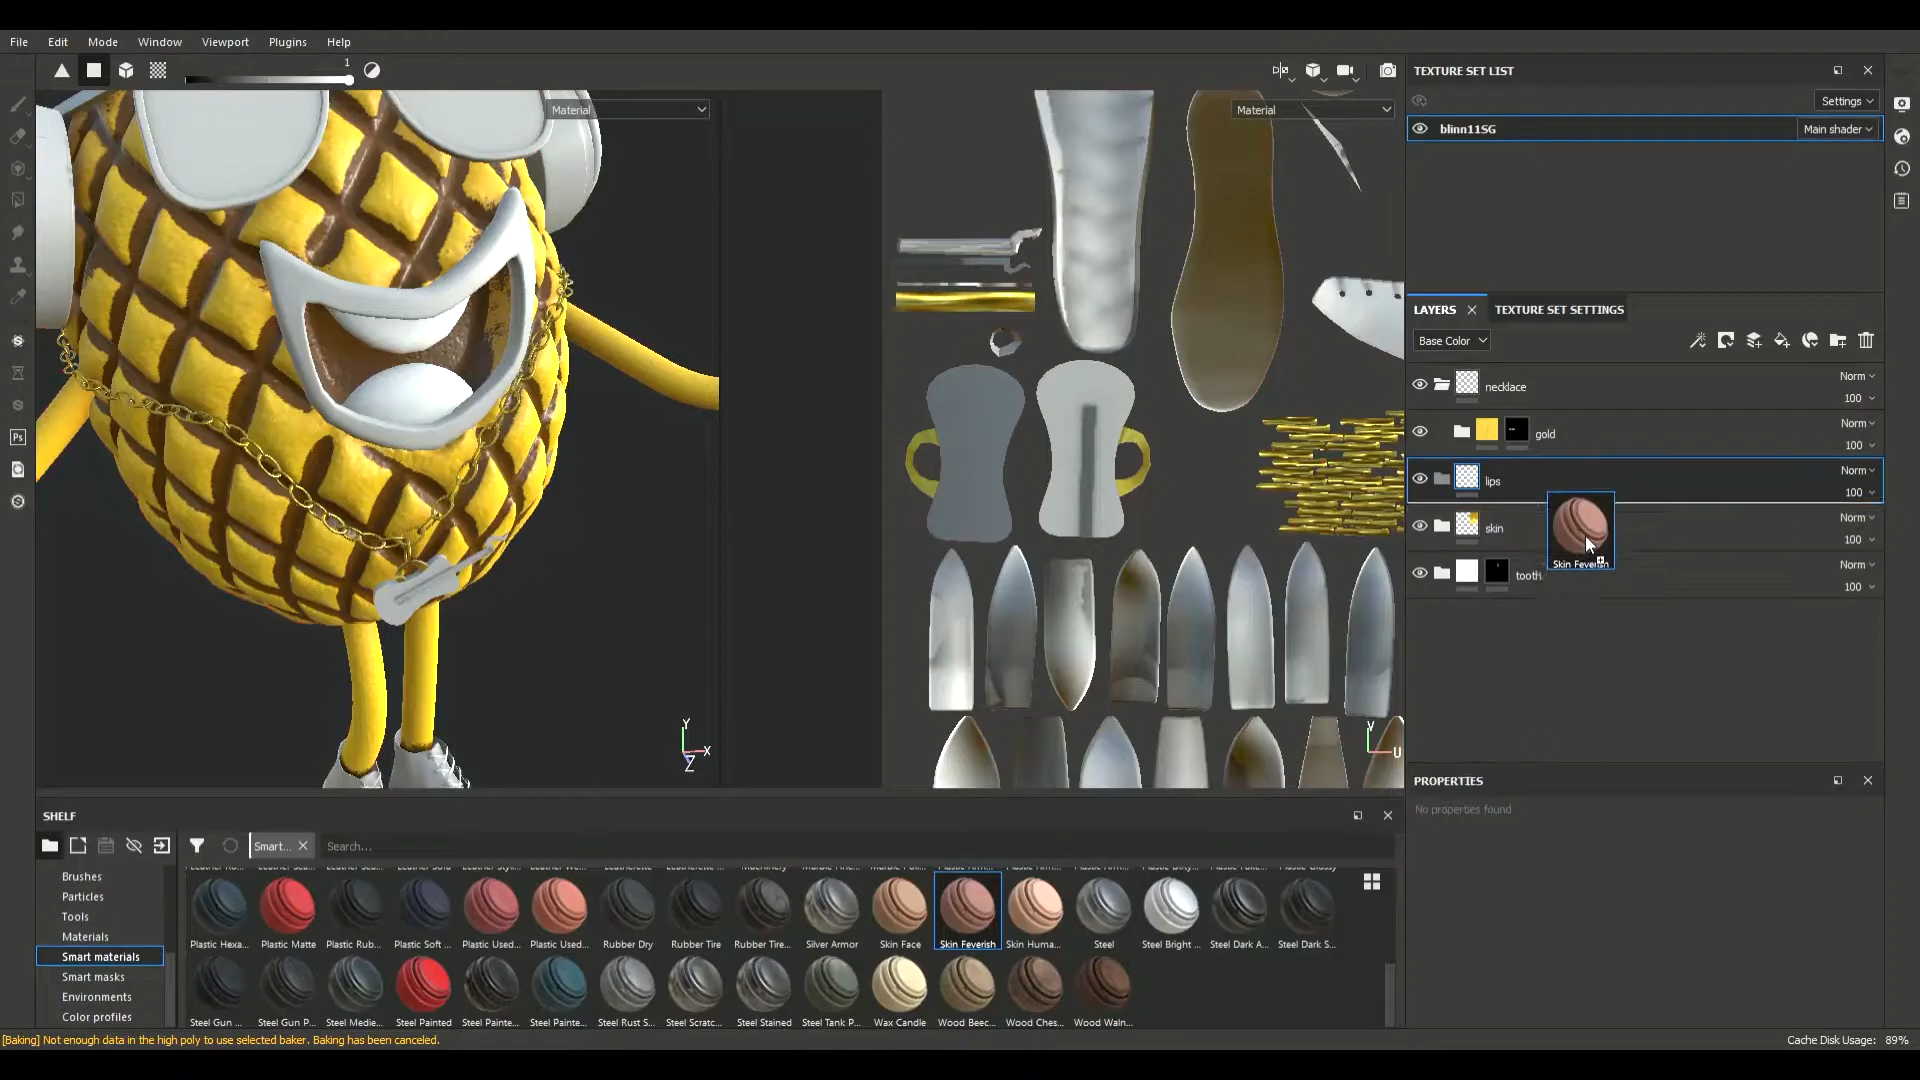 File Edit Mode Window Viewport Plugins Help
1
Material
Material
TEXTURE SET LIST
Settings
blinn11SG Main shader
LAYERS TEXTURE SET SETTINGS
Base Color
necklace Norm
100
gold Norm
100
lips Norm
100
skin Norm
100
tooth Norm
100
Skin Feverish
Y
X
Z
V
U
PROPERTIES
No properties found
SHELF
Smart... Search...
Brushes
Particles
Tools
Materials
Smart materials
Smart masks
Environments
Color profiles
Plastic Hexa... Plastic Matte Plastic Rub... Plastic Soft ... Plastic Used... Plastic Used... Rubber Dry Rubber Tire Rubber Tire... Silver Armor Skin Face Skin Feverish Skin Huma... Steel Steel Bright ... Steel Dark A... Steel Dark S...
Steel Gun ... Steel Gun P... Steel Medie... Steel Painted Steel Painte... Steel Painte... Steel Rust S... Steel Scratc... Steel Stained Steel Tank P... Wax Candle Wood Beec... Wood Ches... Wood Waln...
[Baking] Not enough data in the high poly to use selected baker. Baking has been canceled.
Cache Disk Usage: 89%
Ps